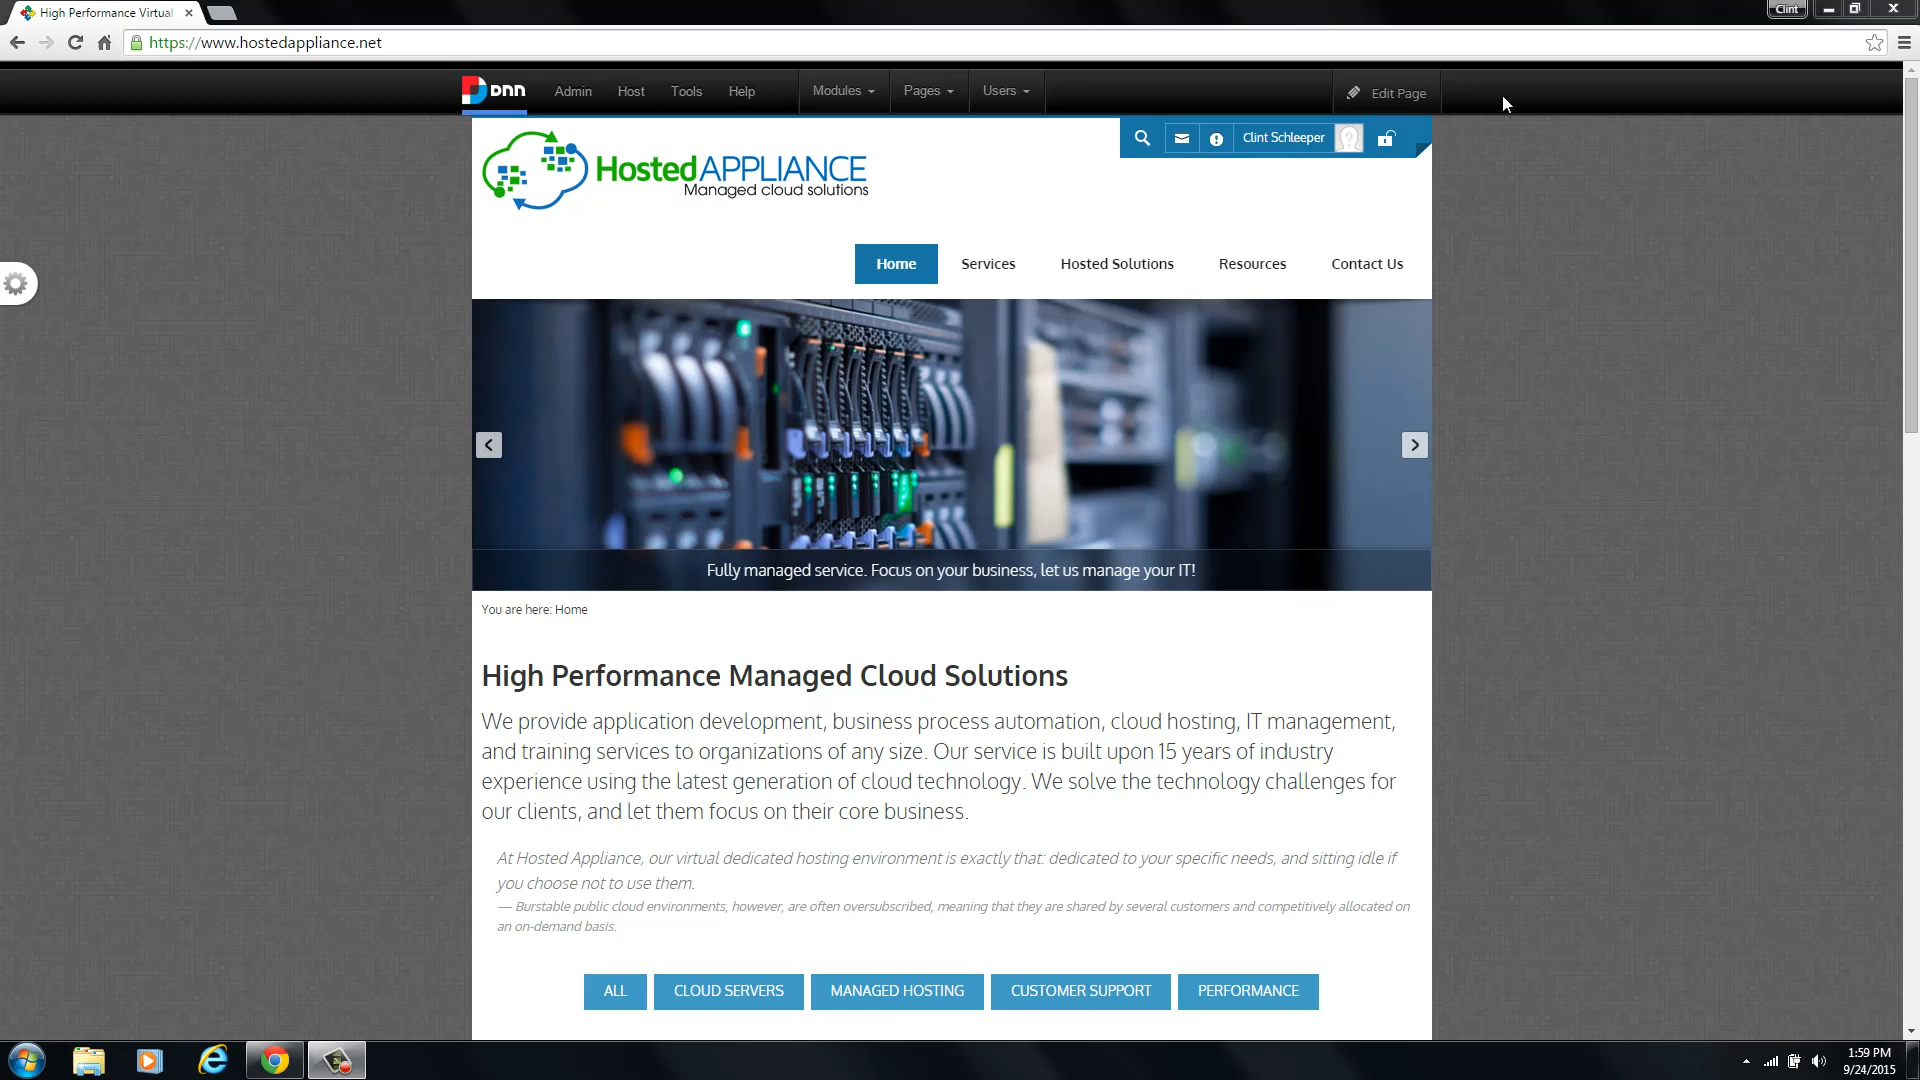 High Performance Virtual
Clint
https://www.hostedappliance.net
DNN
Admin
Host
Tools
Help
Modules
Pages
Users
Edit Page
Clint Schleeper
HostedAPPLIANCE
Managed cloud solutions
Home
Services
Hosted Solutions
Resources
Contact Us
Fully managed service. Focus on your business, let us manage your IT!
You are here: Home
High Performance Managed Cloud Solutions
We provide application development, business process automation, cloud hosting, IT management,
and training services to organizations of any size. Our service is built upon 15 years of industry
experience using the latest generation of cloud technology. We solve the technology challenges for
our clients, and let them focus on their core business.
At Hosted Appliance, our virtual dedicated hosting environment is exactly that: dedicated to your specific needs, and sitting idle if
you choose not to use them.
— Burstable public cloud environments, however, are often oversubscribed, meaning that they are shared by several customers and competitively allocated on
an on-demand basis.
ALL
CLOUD SERVERS
MANAGED HOSTING
CUSTOMER SUPPORT
PERFORMANCE
1:59 PM
9/24/2015